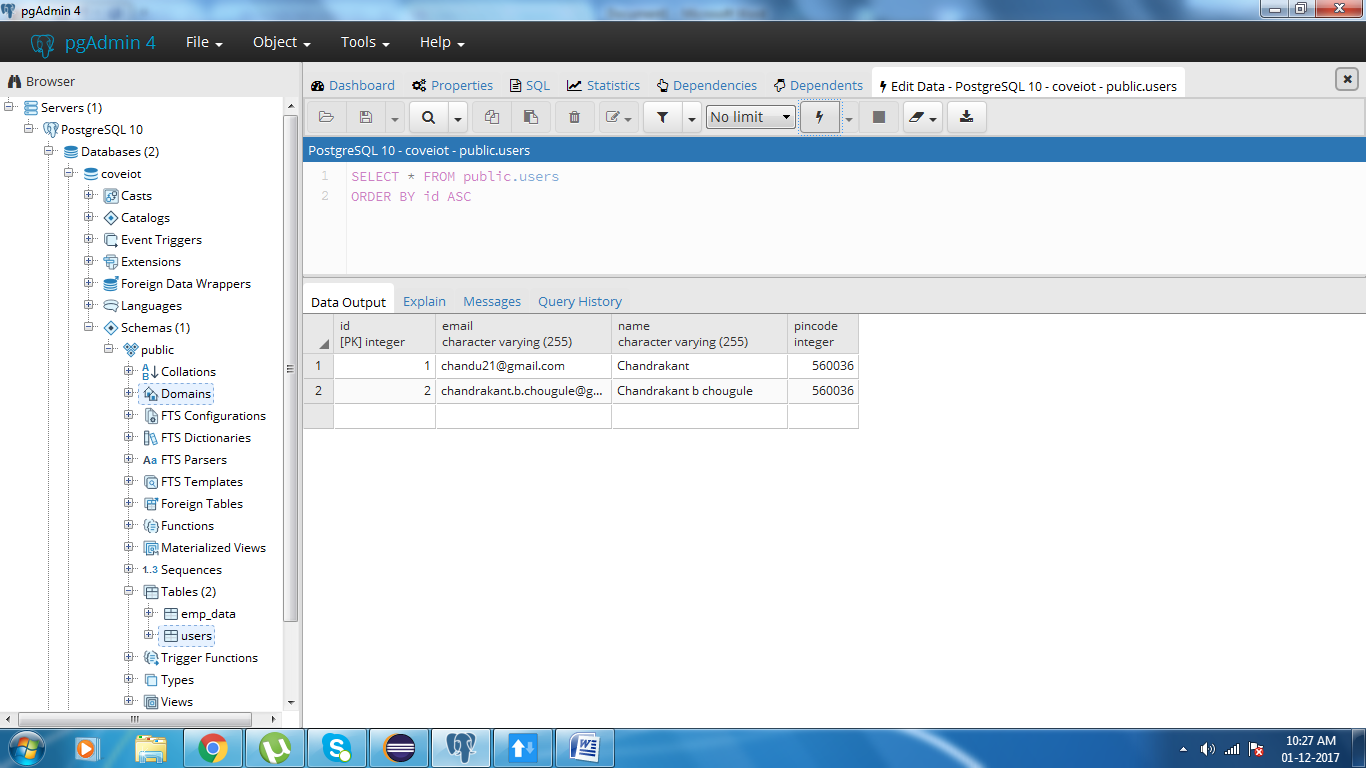 pgAdmin 4
pgAdmin 4 File Object Tools Help
Browser
Servers (1)
PostgreSQL 10
Databases (2)
coveiot
Casts
Catalogs
Event Triggers
Extensions
Foreign Data Wrappers
Languages
Schemas (1)
public
Collations
Domains
FTS Configurations
FTS Dictionaries
Aa FTS Parsers
FTS Templates
Foreign Tables
Functions
Materialized Views
1..3 Sequences
Tables (2)
emp_data
users
Trigger Functions
Types
Views
Dashboard Properties SQL Statistics Dependencies Dependents Edit Data - PostgreSQL 10 - coveiot - public.users
No limit
PostgreSQL 10 - coveiot - public.users
1 SELECT * FROM public.users
2 ORDER BY id ASC
Data Output Explain Messages Query History
id email name pincode
[PK] integer character varying (255) character varying (255) integer
1 1 chandu21@gmail.com Chandrakant 560036
2 2 chandrakant.b.chougule@g... Chandrakant b chougule 560036
10:27 AM
01-12-2017